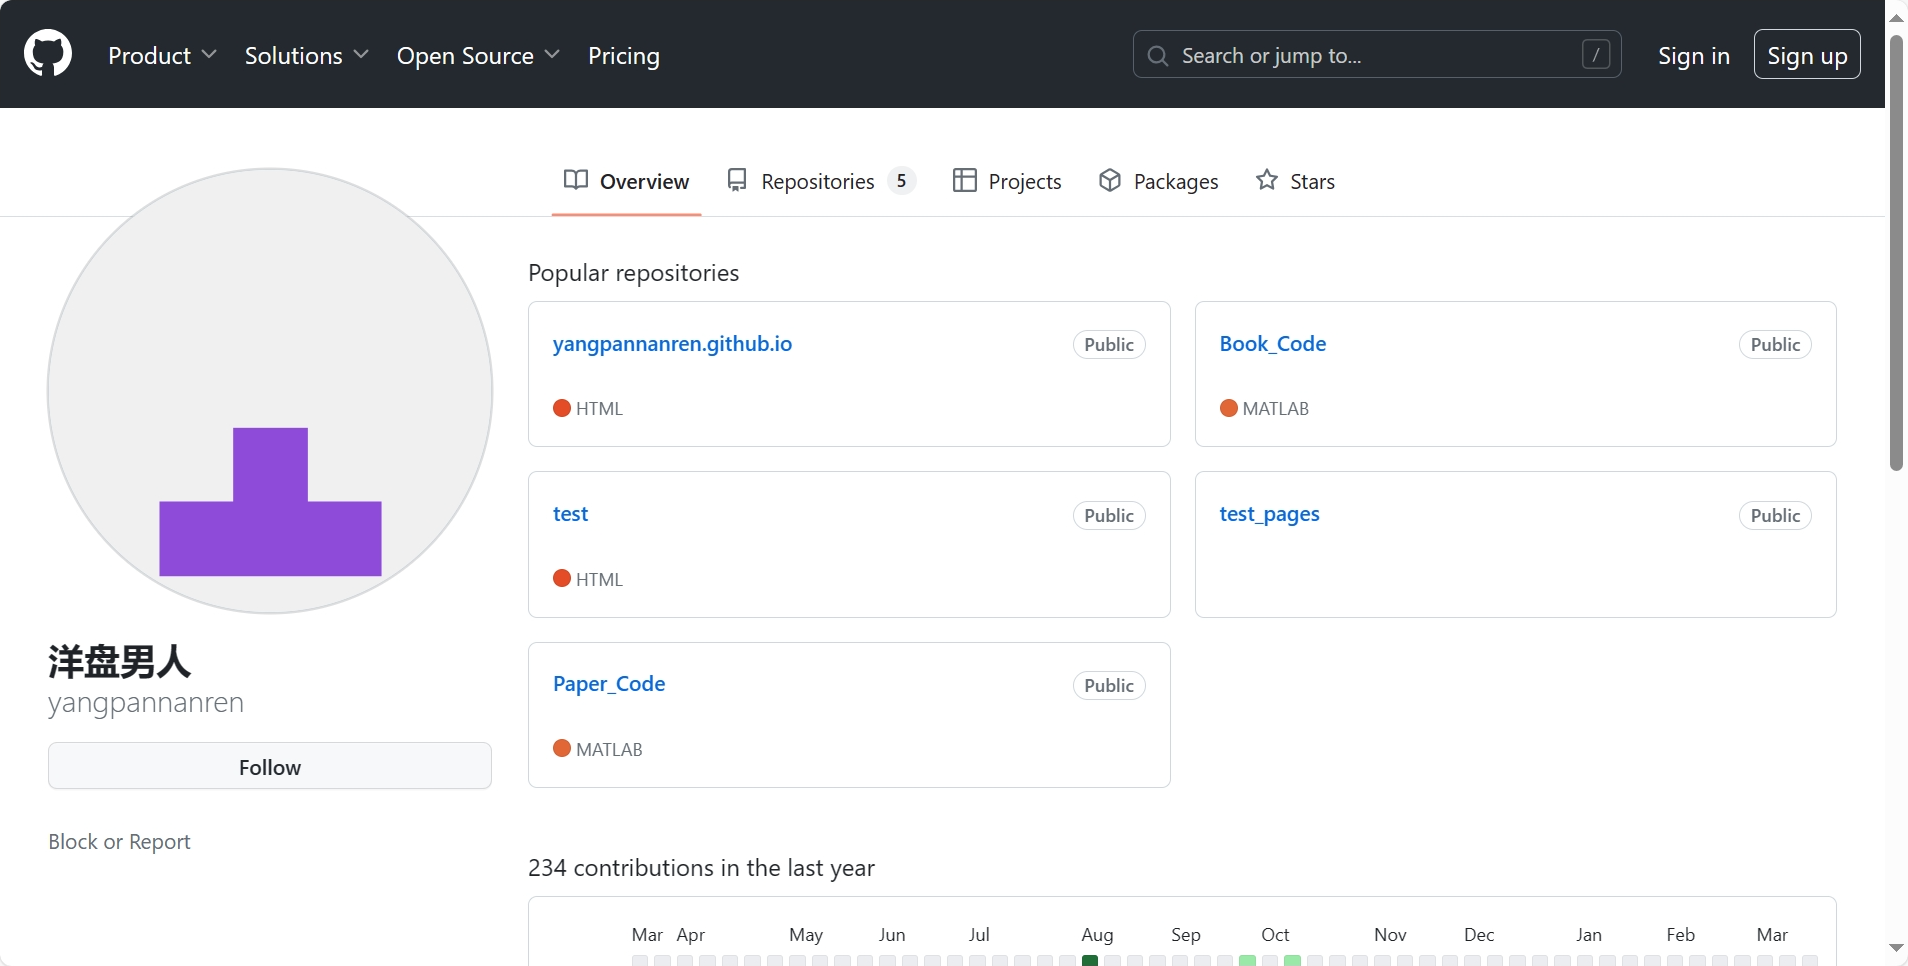 Product Solutions Open Source Pricing Search or jump to... / Sign in Sign up
Overview Repositories 5 Projects Packages Stars
Popular repositories
yangpannanren.github.io Public
HTML
Book_Code Public
MATLAB
test Public
HTML
test_pages Public
Paper_Code Public
MATLAB
洋盘男人
yangpannanren
Follow
Block or Report
234 contributions in the last year
Mar Apr May Jun Jul Aug Sep Oct Nov Dec Jan Feb Mar